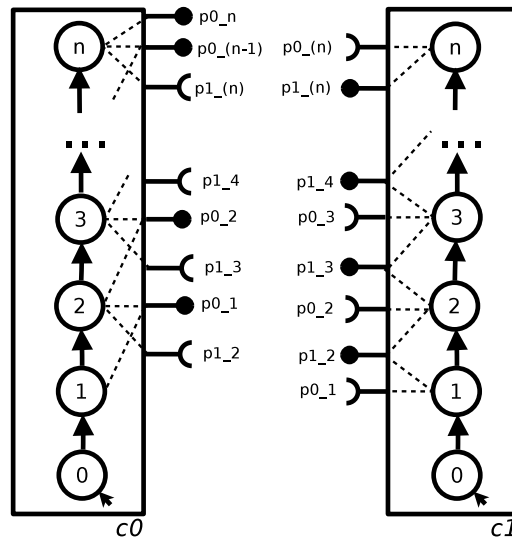 p0_n
n
p0_(n-1)
p1_(n)
...
p1_4
3
p0_2
p1_3
2
p0_1
p1_2
1
0
c0
p0_(n)
n
p1_(n)
...
p1_4
p0_3
3
p1_3
p0_2
2
p1_2
p0_1
1
0
c1